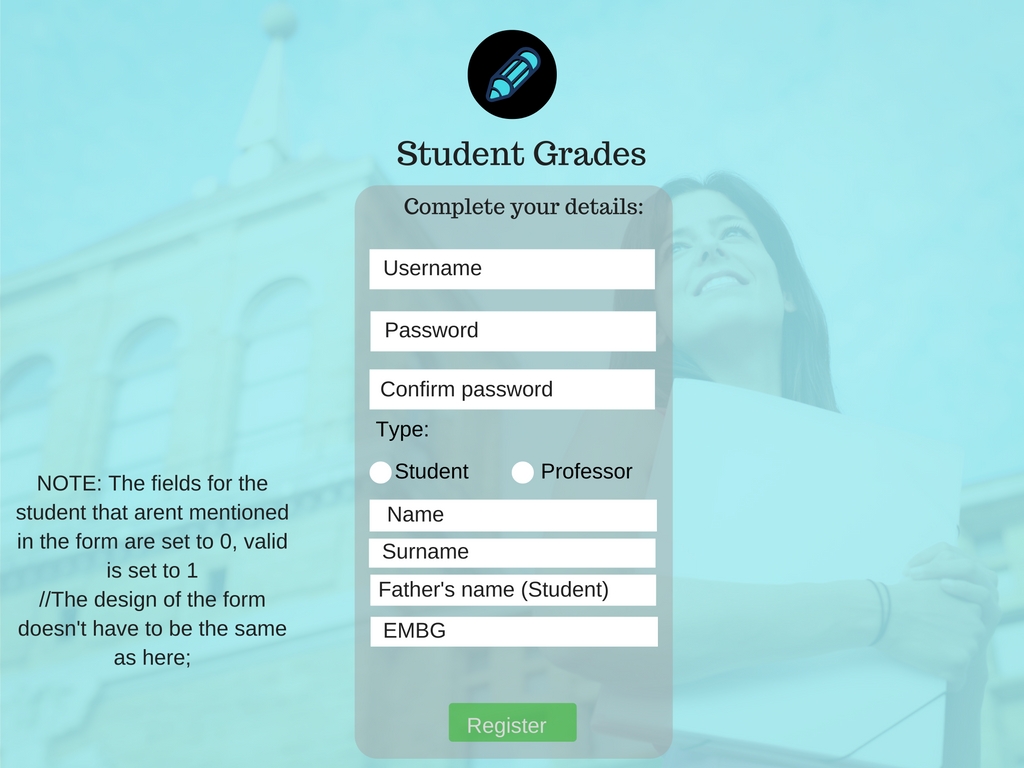 Student Grades
Complete your details:
Username
Password
Confirm password
Type:
Student
Professor
Name
Surname
Father's name (Student)
EMBG
Register
NOTE: The fields for the
student that arent mentioned
in the form are set to 0, valid
is set to 1
//The design of the form
doesn't have to be the same
as here;